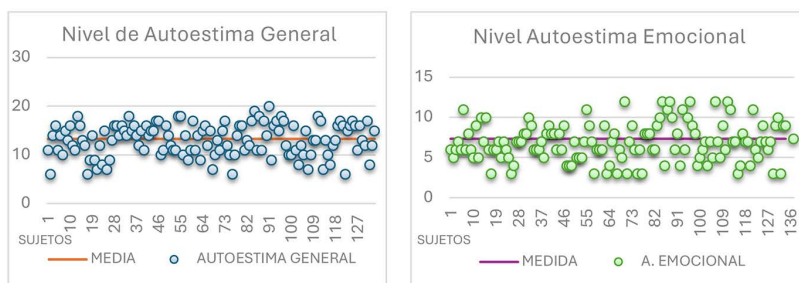 Nivel de Autoestima General
30
20
10
0
1 10 19 28 37 46 55 64 73 82 91 100 109 118 127
SUJETOS
MEDIA AUTOESTIMA GENERAL
Nivel Autoestima Emocional
15
10
5
0
1 10 19 28 37 46 55 64 73 82 91 100 109 118 127 136
SUJETOS
MEDIDA A. EMOCIONAL